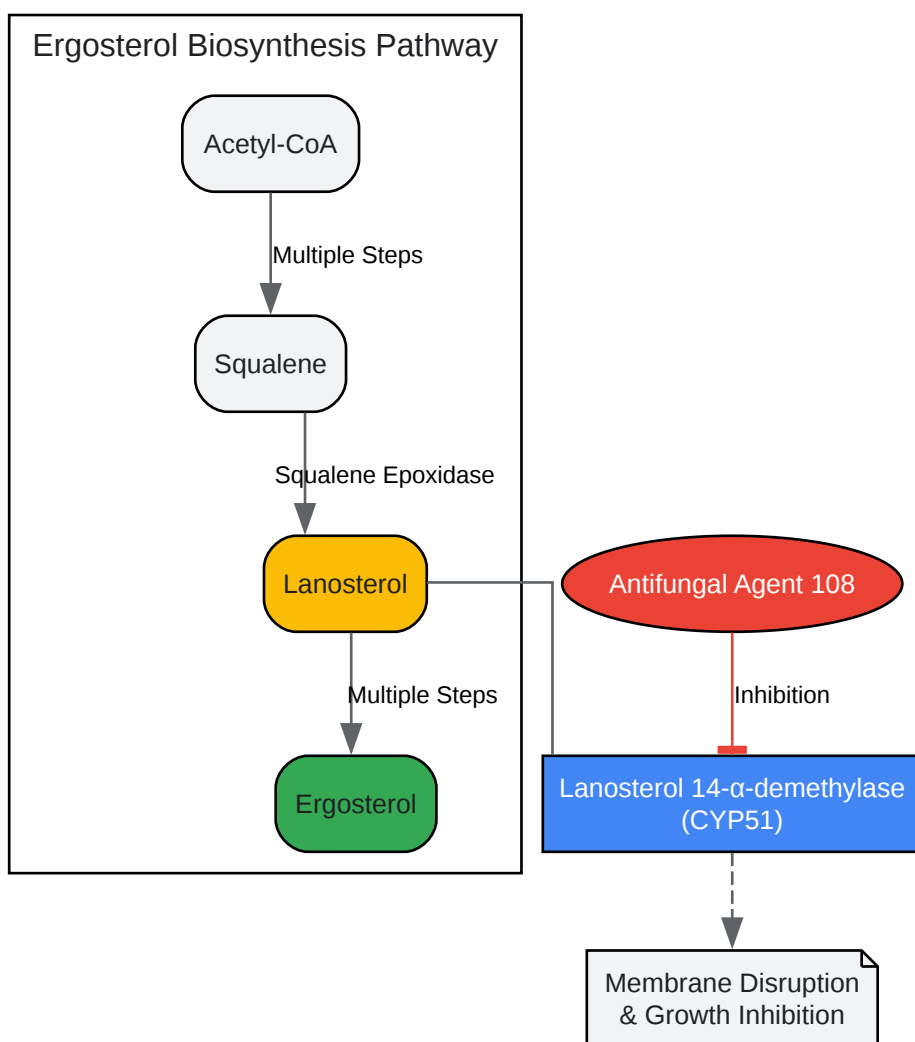 Ergosterol Biosynthesis Pathway
Acetyl-CoA
Multiple Steps
Squalene
Squalene Epoxidase
Lanosterol
Antifungal Agent 108
Multiple Steps
Inhibition
Ergosterol
Lanosterol 14-α-demethylase
(CYP51)
Membrane Disruption
& Growth Inhibition